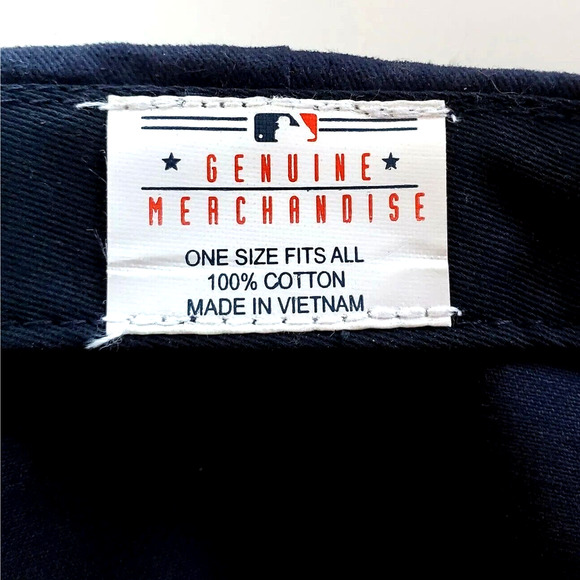 GENUINE
MERCHANDISE
ONE SIZE FITS ALL
100% COTTON
MADE IN VIETNAM